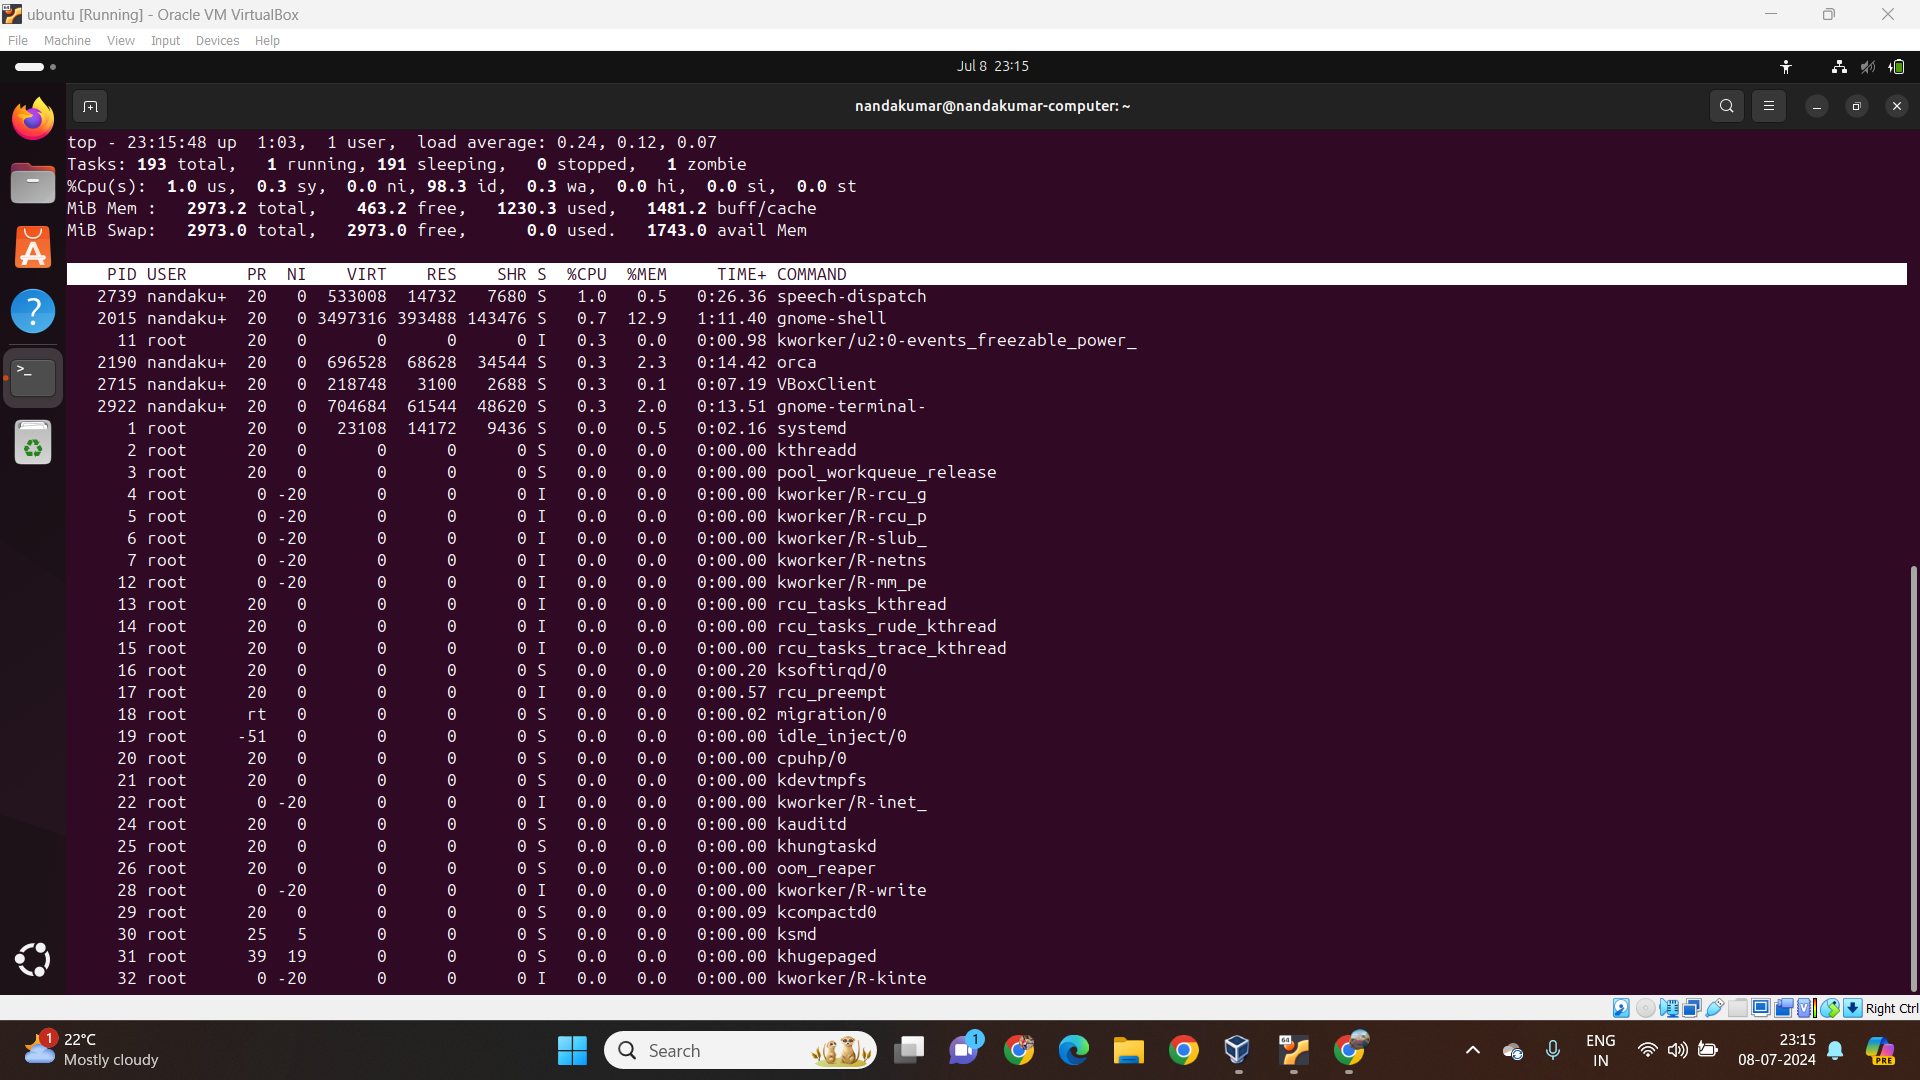 ubuntu [Running] - Oracle VM VirtualBox
File Machine View Input Devices Help
Jul 8 23:15
nandakumar@nandakumar-computer: ~
top - 23:15:48 up  1:03,  1 user,  load average: 0.24, 0.12, 0.07
Tasks: 193 total,   1 running, 191 sleeping,   0 stopped,   1 zombie
%Cpu(s):  1.0 us,  0.3 sy,  0.0 ni, 98.3 id,  0.3 wa,  0.0 hi,  0.0 si,  0.0 st
MiB Mem :   2973.2 total,    463.2 free,   1230.3 used,   1481.2 buff/cache
MiB Swap:   2973.0 total,   2973.0 free,      0.0 used.   1743.0 avail Mem
PID USER      PR  NI    VIRT    RES    SHR S  %CPU  %MEM     TIME+ COMMAND
2739 nandaku+  20   0  533008  14732   7680 S   1.0   0.5   0:26.36 speech-dispatch
2015 nandaku+  20   0 3497316 393488 143476 S   0.7  12.9   1:11.40 gnome-shell
11 root      20   0       0      0      0 I   0.3   0.0   0:00.98 kworker/u2:0-events_freezable_power_
2190 nandaku+  20   0  696528  68628  34544 S   0.3   2.3   0:14.42 orca
2715 nandaku+  20   0  218748   3100   2688 S   0.3   0.1   0:07.19 VBoxClient
2922 nandaku+  20   0  704684  61544  48620 S   0.3   2.0   0:13.51 gnome-terminal-
1 root      20   0   23108  14172   9436 S   0.0   0.5   0:02.16 systemd
2 root      20   0       0      0      0 S   0.0   0.0   0:00.00 kthreadd
3 root      20   0       0      0      0 S   0.0   0.0   0:00.00 pool_workqueue_release
4 root       0 -20       0      0      0 I   0.0   0.0   0:00.00 kworker/R-rcu_g
5 root       0 -20       0      0      0 I   0.0   0.0   0:00.00 kworker/R-rcu_p
6 root       0 -20       0      0      0 I   0.0   0.0   0:00.00 kworker/R-slub_
7 root       0 -20       0      0      0 I   0.0   0.0   0:00.00 kworker/R-netns
12 root       0 -20       0      0      0 I   0.0   0.0   0:00.00 kworker/R-mm_pe
13 root      20   0       0      0      0 I   0.0   0.0   0:00.00 rcu_tasks_kthread
14 root      20   0       0      0      0 I   0.0   0.0   0:00.00 rcu_tasks_rude_kthread
15 root      20   0       0      0      0 I   0.0   0.0   0:00.00 rcu_tasks_trace_kthread
16 root      20   0       0      0      0 S   0.0   0.0   0:00.20 ksoftirqd/0
17 root      20   0       0      0      0 I   0.0   0.0   0:00.57 rcu_preempt
18 root      rt   0       0      0      0 S   0.0   0.0   0:00.02 migration/0
19 root     -51   0       0      0      0 S   0.0   0.0   0:00.00 idle_inject/0
20 root      20   0       0      0      0 S   0.0   0.0   0:00.00 cpuhp/0
21 root      20   0       0      0      0 S   0.0   0.0   0:00.00 kdevtmpfs
22 root       0 -20       0      0      0 I   0.0   0.0   0:00.00 kworker/R-inet_
24 root      20   0       0      0      0 S   0.0   0.0   0:00.00 kauditd
25 root      20   0       0      0      0 S   0.0   0.0   0:00.00 khungtaskd
26 root      20   0       0      0      0 S   0.0   0.0   0:00.00 oom_reaper
28 root       0 -20       0      0      0 I   0.0   0.0   0:00.00 kworker/R-write
29 root      20   0       0      0      0 S   0.0   0.0   0:00.09 kcompactd0
30 root      25   5       0      0      0 S   0.0   0.0   0:00.00 ksmd
31 root      39  19       0      0      0 S   0.0   0.0   0:00.00 khugepaged
32 root       0 -20       0      0      0 I   0.0   0.0   0:00.00 kworker/R-kinte
Right Ctrl
1
22°C
Mostly cloudy
Search
1
64
ENG
IN
23:15
08-07-2024
PRE